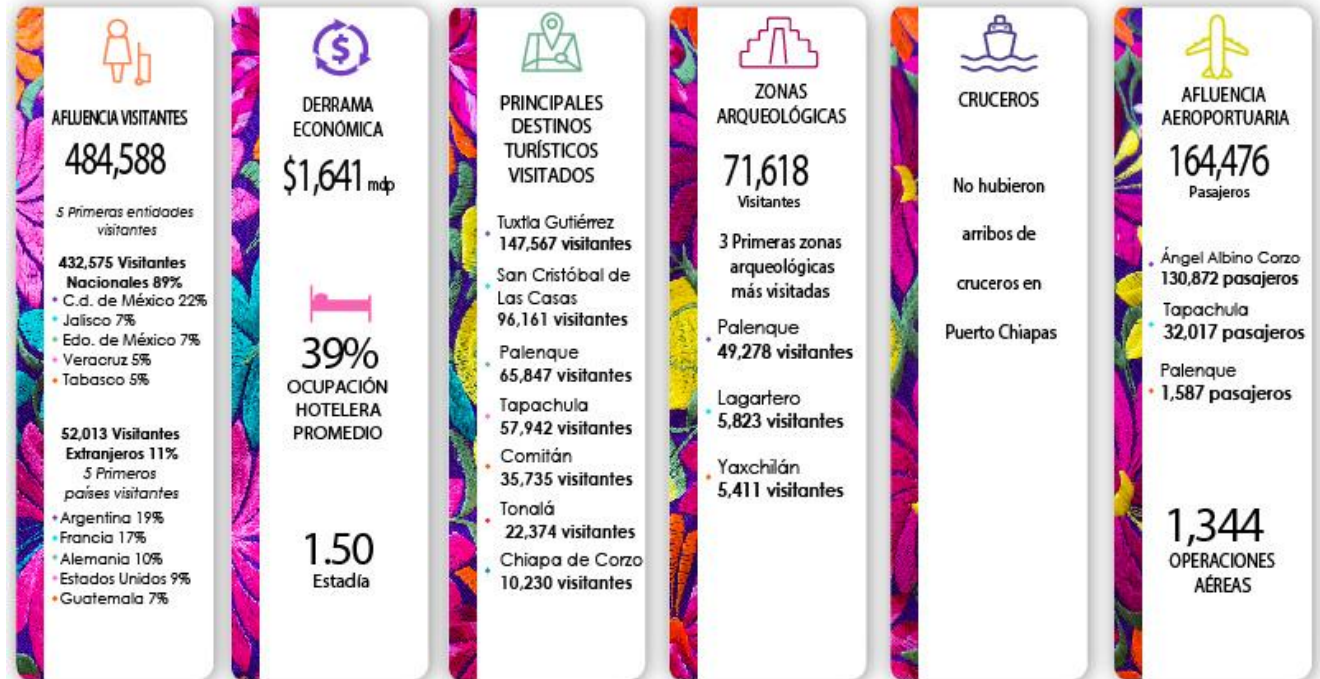 AFLUENCIA VISITANTES
484,588
5 Primeras entidades
visitantes
432,575 Visitantes
Nacionales 89%
C.d. de México 22%
Jalisco 7%
Edo. de México 7%
Veracruz 5%
Tabasco 5%
52,013 Visitantes
Extranjeros 11%
5 Primeros
países visitantes
Argentina 19%
Francia 17%
Alemania 10%
Estados Unidos 9%
Guatemala 7%
$
DERRAMA
ECONÓMICA
$1,641 mdp
39%
OCUPACIÓN
HOTELERA
PROMEDIO
1.50
Estadía
PRINCIPALES
DESTINOS
TURÍSTICOS
VISITADOS
Tuxtla Gutiérrez
147,567 visitantes
San Cristóbal de
Las Casas
96,161 visitantes
Palenque
65,847 visitantes
Tapachula
57,942 visitantes
Comitán
35,735 visitantes
Tonalá
22,374 visitantes
Chiapa de Corzo
10,230 visitantes
ZONAS
ARQUEOLÓGICAS
71,618
Visitantes
3 Primeras zonas
arqueológicas
más visitadas
Palenque
49,278 visitantes
Lagartero
5,823 visitantes
Yaxchilán
5,411 visitantes
CRUCEROS
No hubieron
arribos de
cruceros en
Puerto Chiapas
AFLUENCIA
AEROPORTUARIA
164,476
Pasajeros
Ángel Albino Corzo
130,872 pasajeros
Tapachula
32,017 pasajeros
Palenque
1,587 pasajeros
1,344
OPERACIONES
AÉREAS